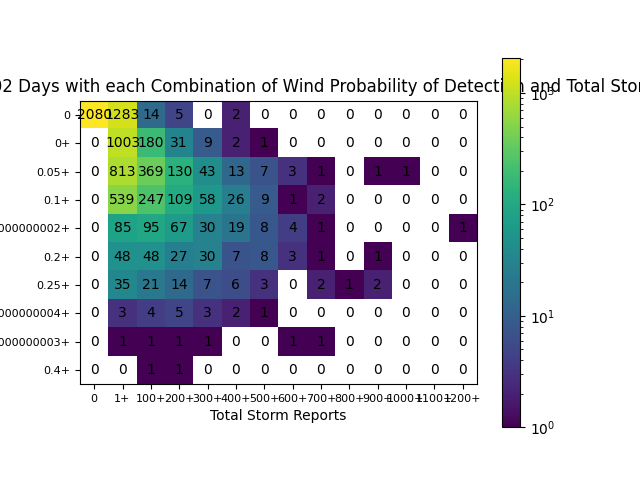 02 Days with each Combination of Wind Probability of Detection and Total Stor
0 2080 1283 14 5 0 2 0 0 0 0 0 0 0 0
0+ 0 1003 180 31 9 2 1 0 0 0 0 0 0 0
0.05+ 0 813 369 130 43 13 7 3 1 0 1 1 0 0
0.1+ 0 539 247 109 58 26 9 1 2 0 0 0 0 0
000000002+ 0 85 95 67 30 19 8 4 1 0 0 0 0 1
0.2+ 0 48 48 27 30 7 8 3 1 0 1 0 0 0
0.25+ 0 35 21 14 7 6 3 0 2 1 2 0 0 0
000000004+ 0 3 4 5 3 2 1 0 0 0 0 0 0 0
000000003+ 0 1 1 1 1 0 0 1 1 0 0 0 0 0
0.4+ 0 0 1 1 0 0 0 0 0 0 0 0 0 0
0 1+ 100+ 200+ 300+ 400+ 500+ 600+ 700+ 800+ 900+ 1000+ 1100+ 1200+
Total Storm Reports
10³
10²
10¹
10⁰